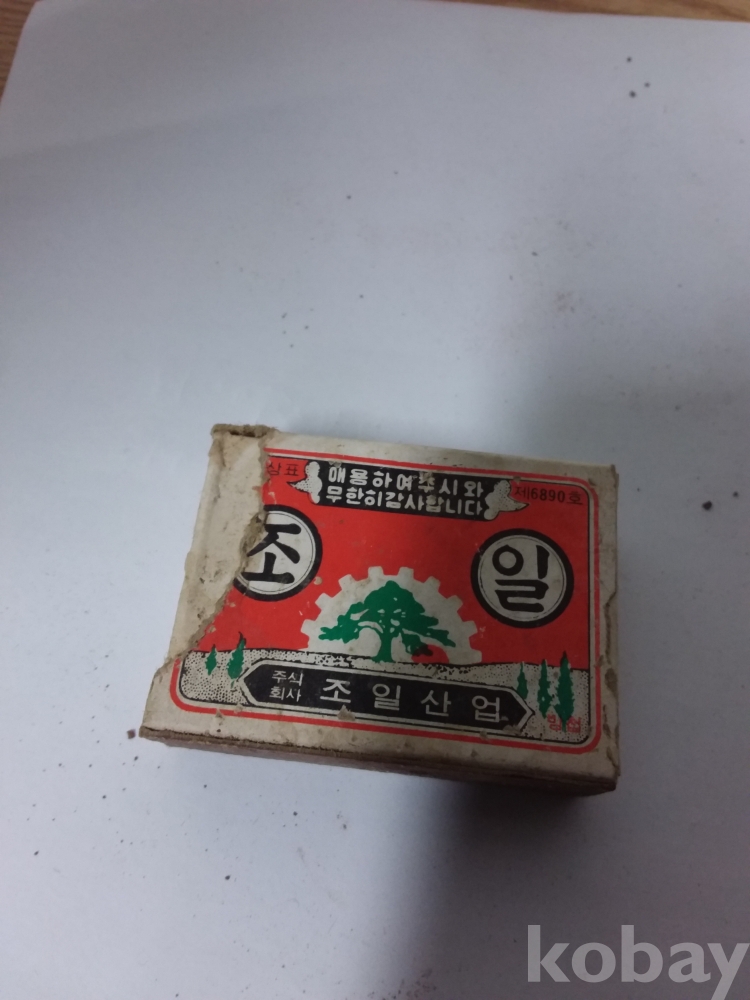 상표
애용하여주시와
무한히감사합니다
제6890호
조 일
주식
회사
조일산업
kobay